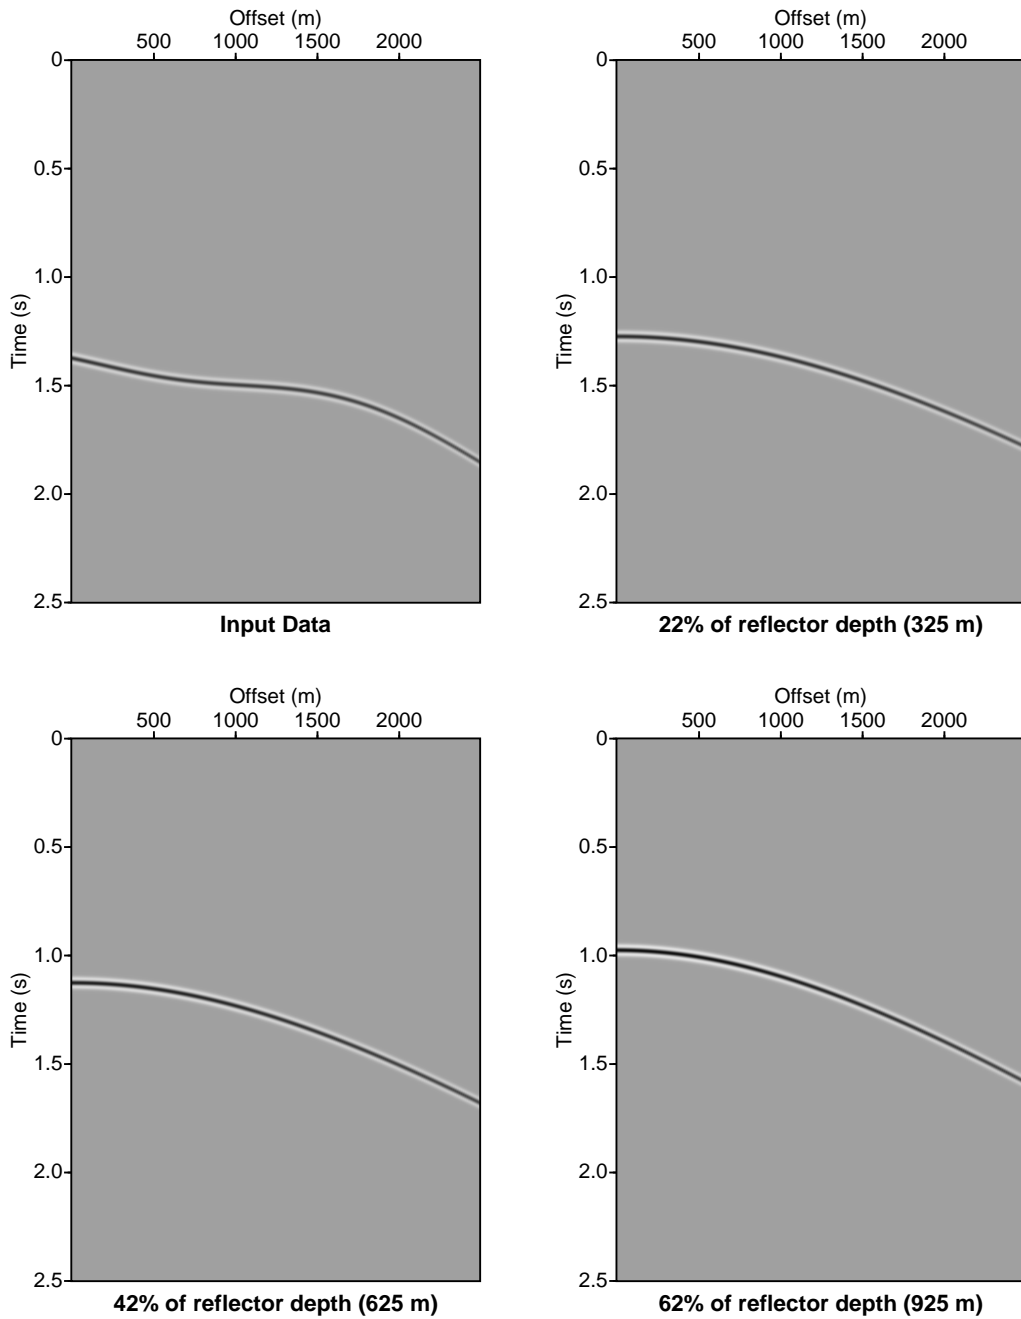 Offset (m)
500 1000 1500 2000
0
0.5
1.0
1.5
2.0
2.5
Time (s)
Input Data
Offset (m)
500 1000 1500 2000
0
0.5
1.0
1.5
2.0
2.5
Time (s)
22% of reflector depth (325 m)
Offset (m)
500 1000 1500 2000
0
0.5
1.0
1.5
2.0
2.5
Time (s)
42% of reflector depth (625 m)
Offset (m)
500 1000 1500 2000
0
0.5
1.0
1.5
2.0
2.5
Time (s)
62% of reflector depth (925 m)